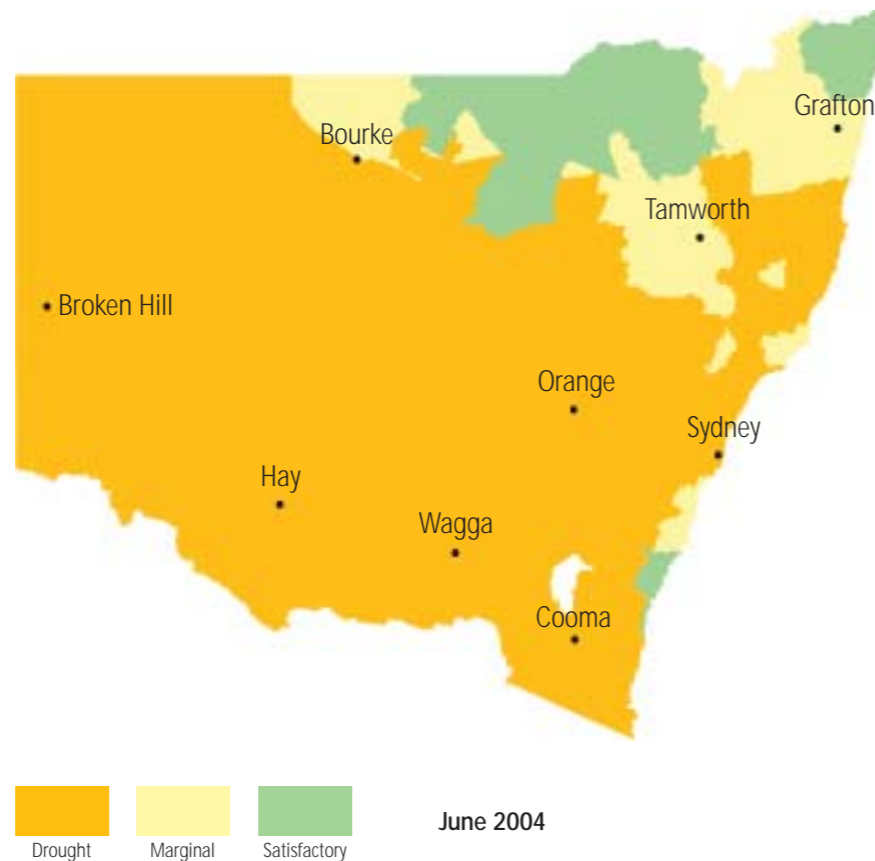 Grafton
Bourke
Tamworth
Broken Hill
Orange
Sydney
Hay
Wagga
Cooma
June 2004
Drought
Marginal
Satisfactory